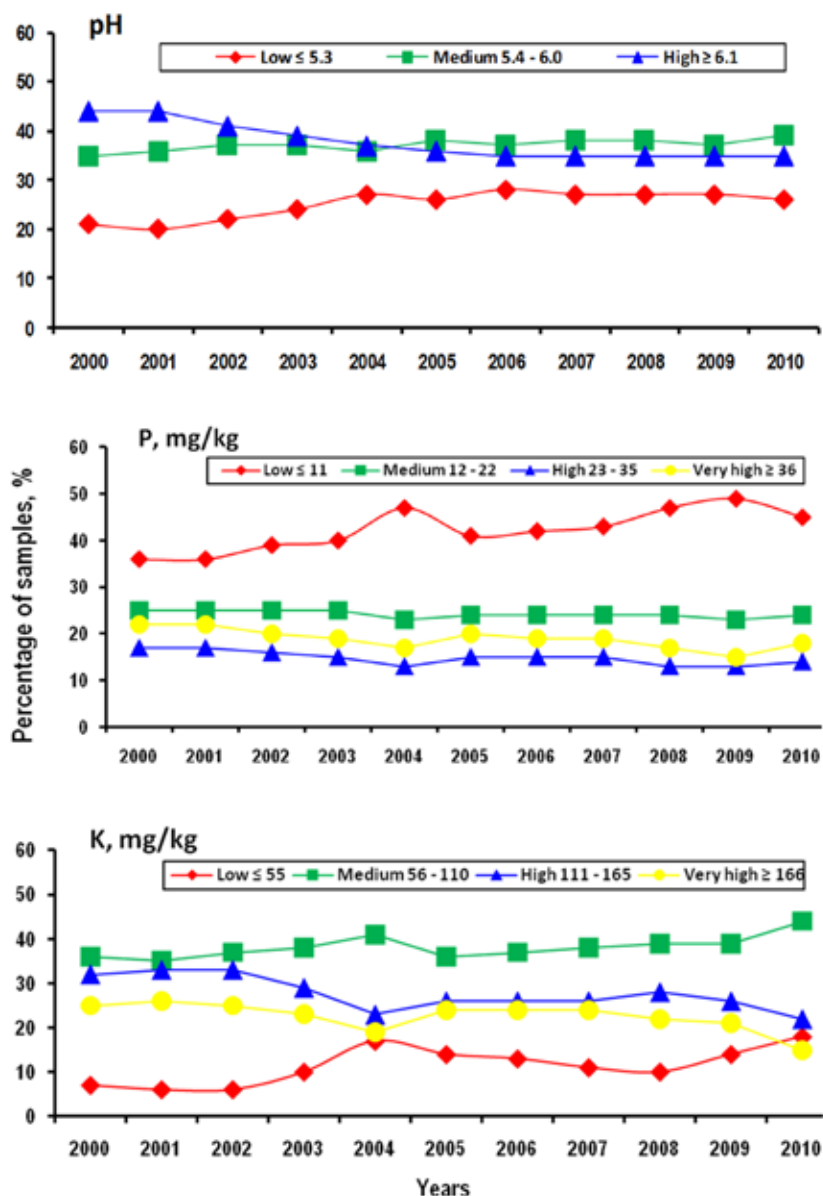 pH
Low ≤ 5.3 Medium 5.4 - 6.0 High ≥ 6.1
60
50
40
30
20
10
0
2000 2001 2002 2003 2004 2005 2006 2007 2008 2009 2010
P, mg/kg
Low ≤ 11 Medium 12 - 22 High 23 - 35 Very high ≥ 36
Percentage of samples, %
60
50
40
30
20
10
0
2000 2001 2002 2003 2004 2005 2006 2007 2008 2009 2010
K, mg/kg
Low ≤ 55 Medium 56 - 110 High 111 - 165 Very high ≥ 166
60
50
40
30
20
10
0
2000 2001 2002 2003 2004 2005 2006 2007 2008 2009 2010
Years